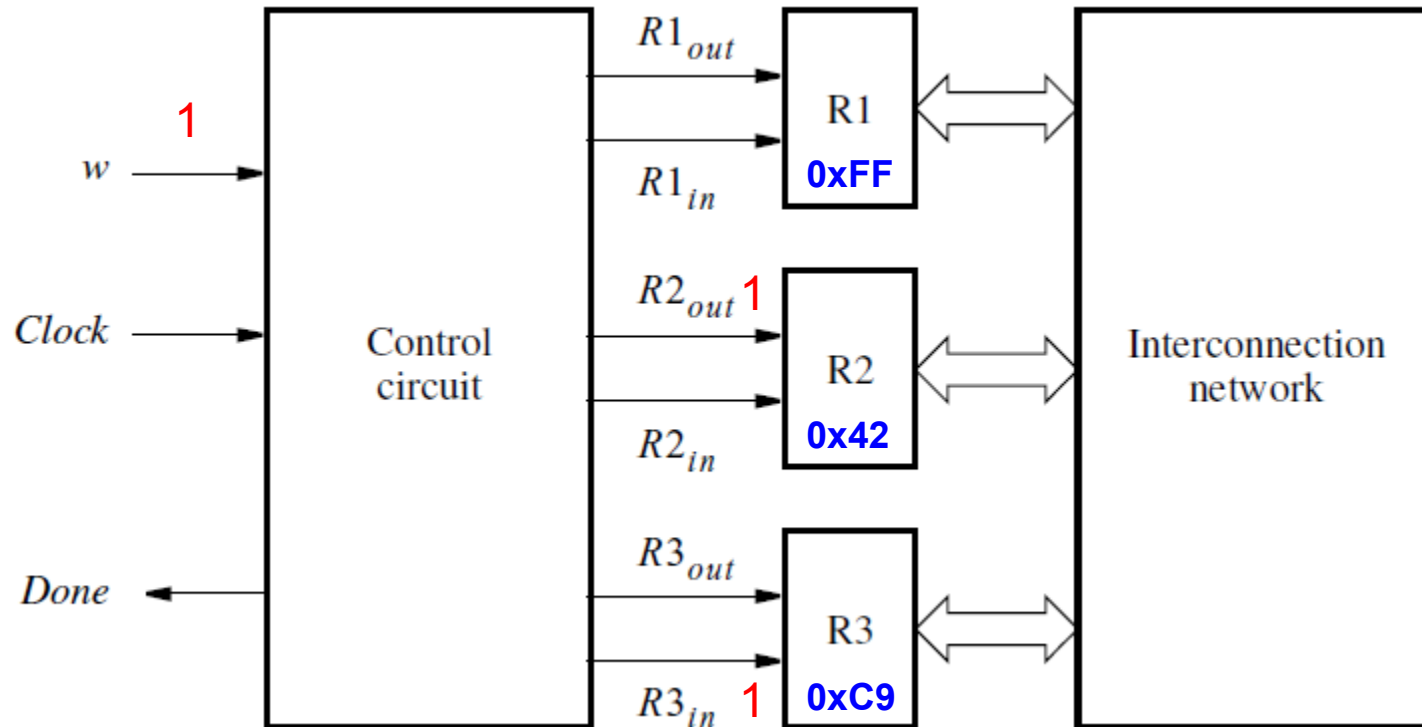 R1out
1
w
R1
0xFF
R1in
R2out 1
Clock
Control
circuit
R2
0x42
R2in
Interconnection
network
R3out
Done
R3
0xC9
R3in 1